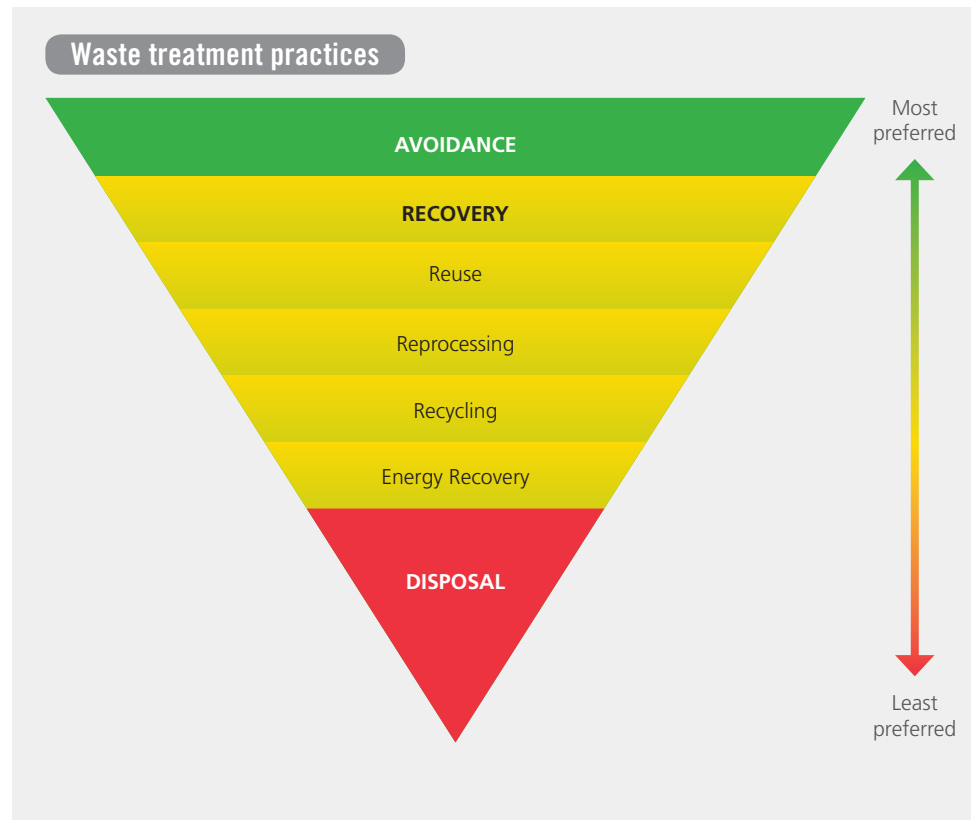 Waste treatment practices
Most
preferred
AVOIDANCE
RECOVERY
Reuse
Reprocessing
Recycling
Energy Recovery
DISPOSAL
Least
preferred